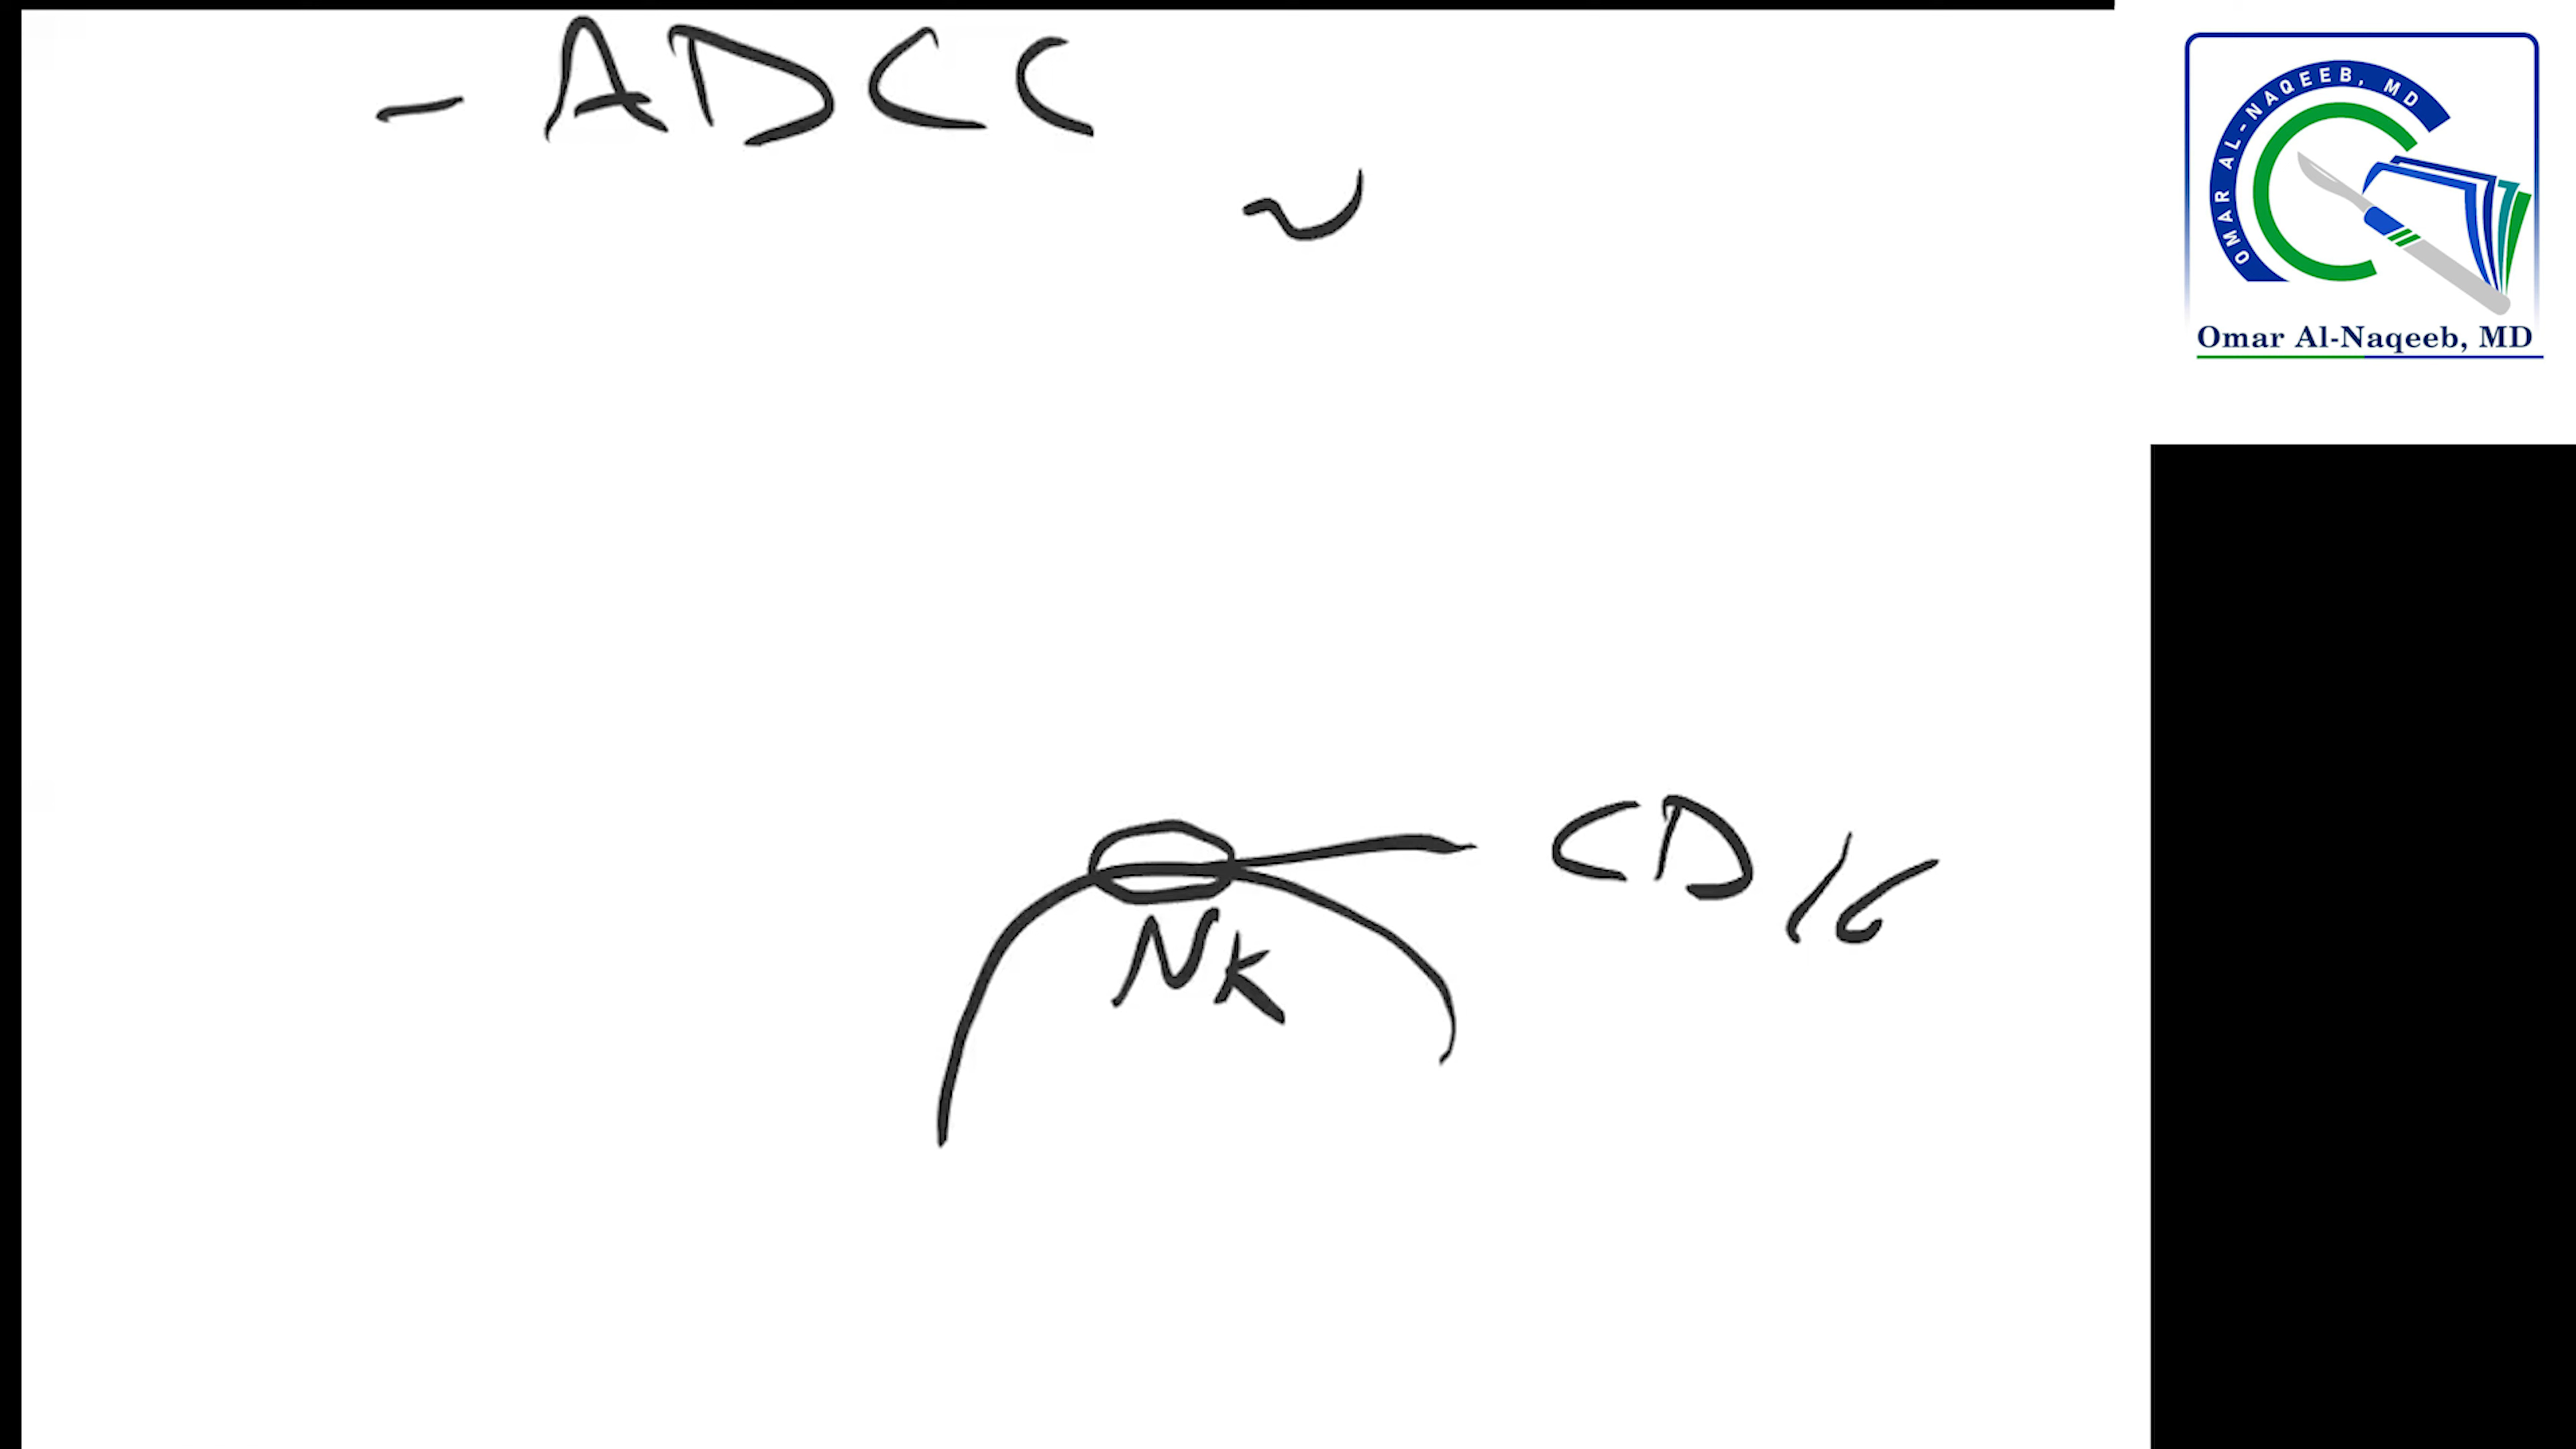 - ADCC
OMAR AL-NAQEEB, MD
Omar Al-Naqeeb, MD
CD16
NK